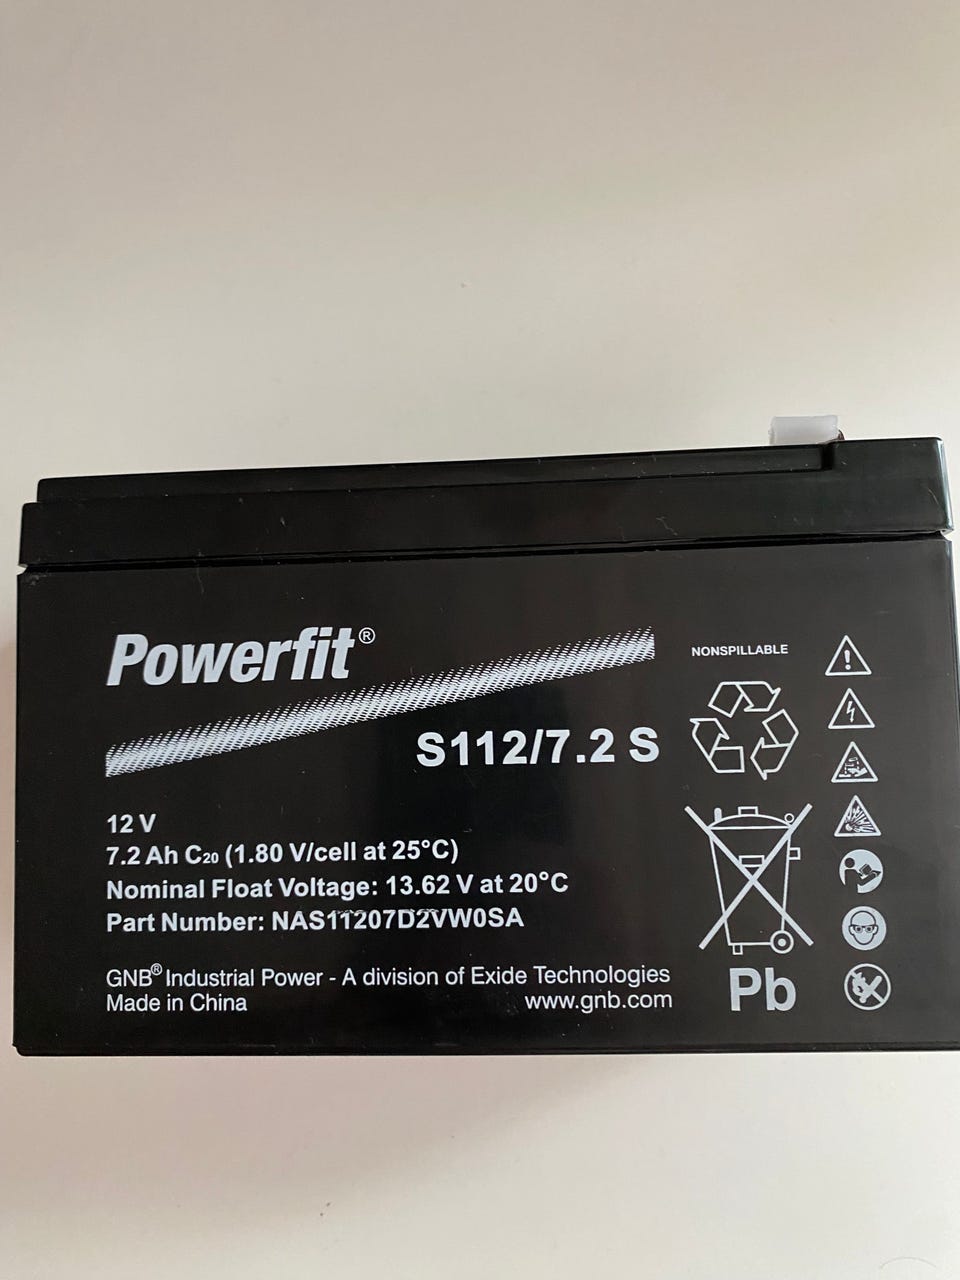 Powerfit®
S112/7.2 S
12 V
7.2 Ah C₂₀ (1.80 V/cell at 25°C)
Nominal Float Voltage: 13.62 V at 20°C
Part Number: NAS11207D2VW0SA
GNB® Industrial Power - A division of Exide Technologies
Made in China
www.gnb.com
NONSPILLABLE
Pb